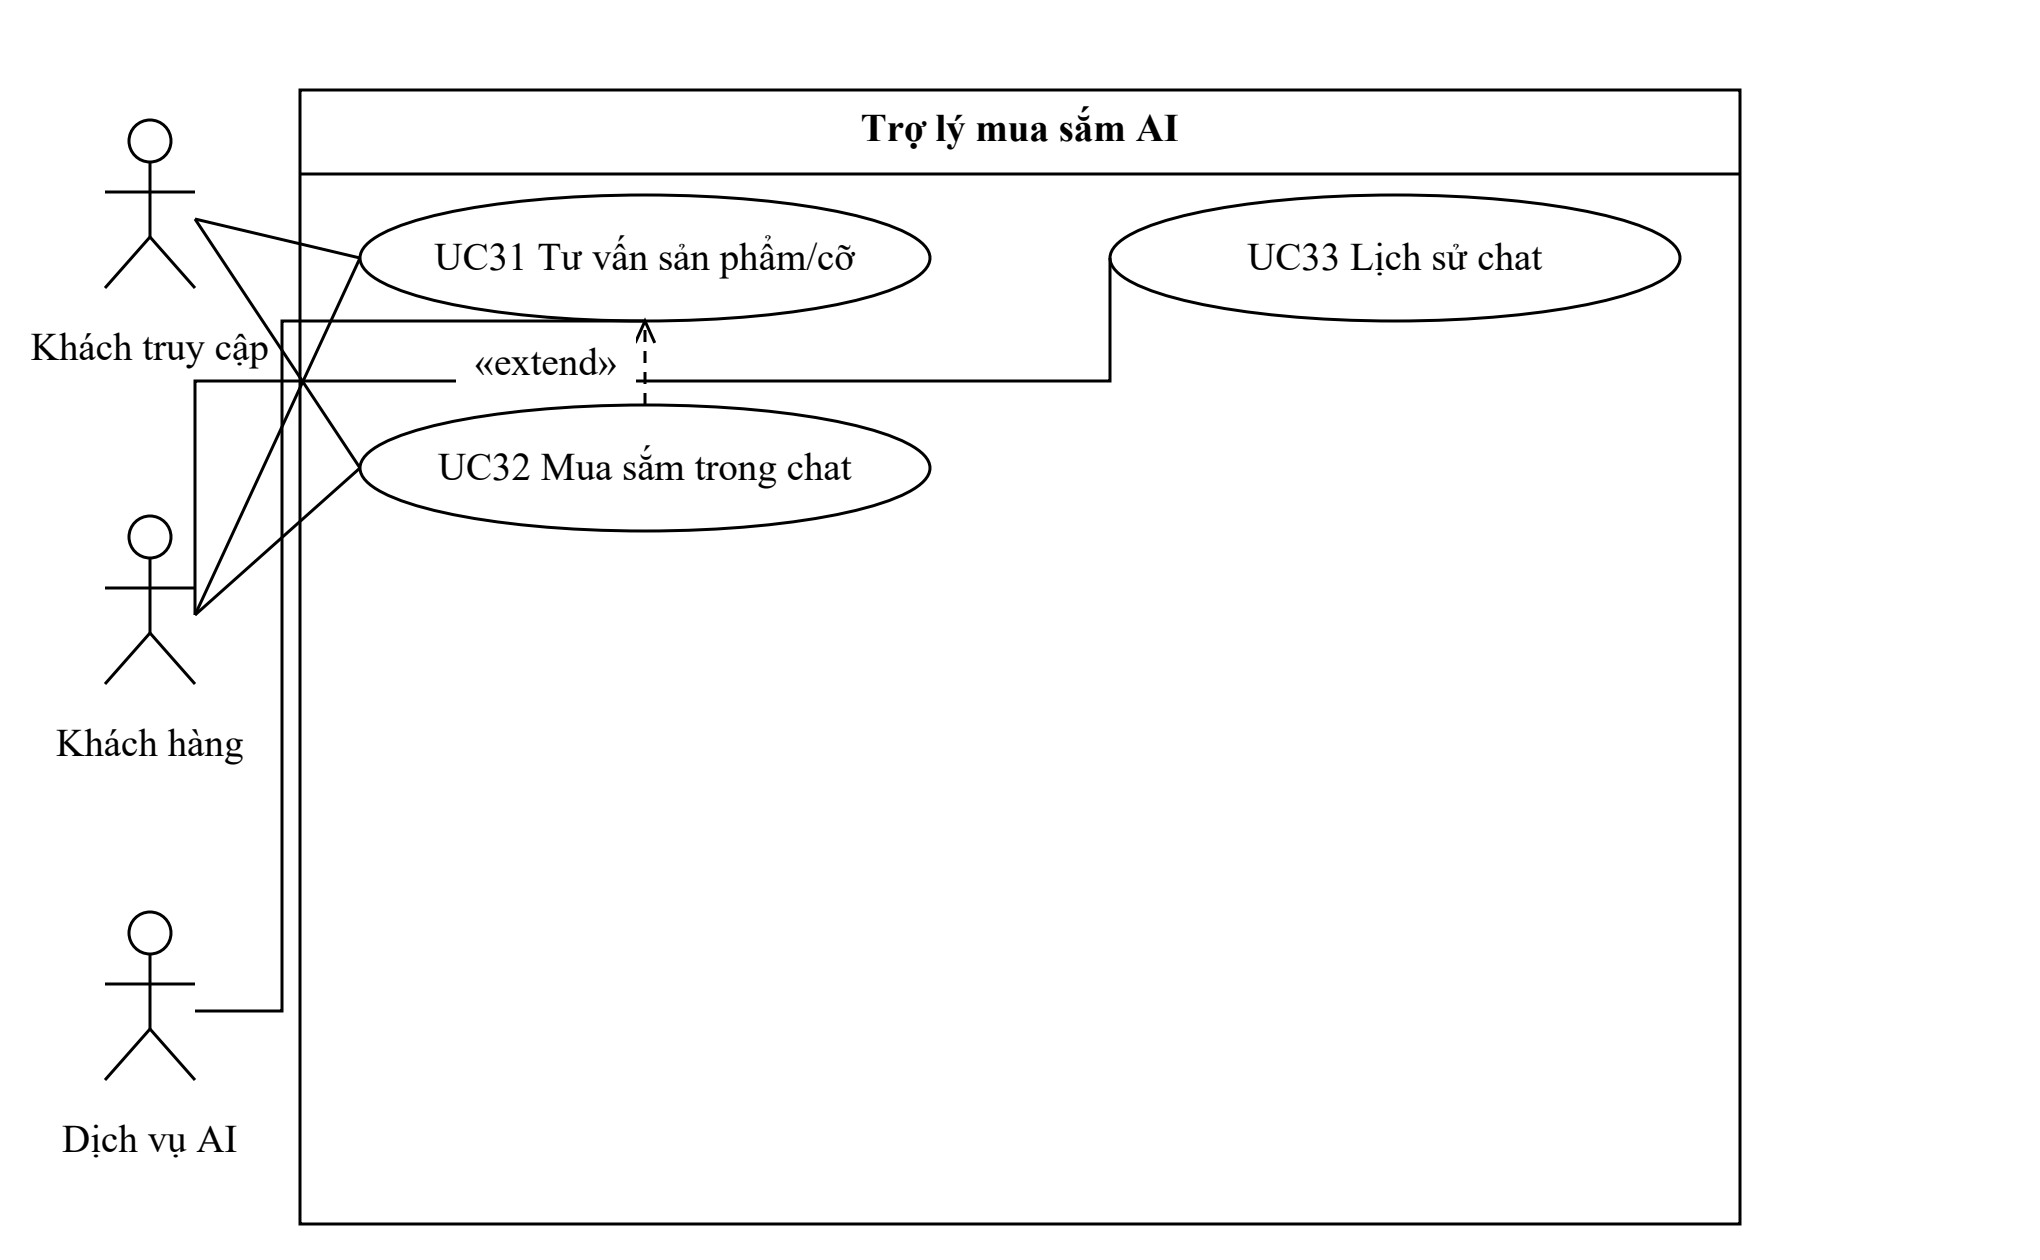 Trợ lý mua sắm AI
UC31 Tư vấn sản phẩm/cỡ
UC33 Lịch sử chat
Khách truy cập
«extend»
UC32 Mua sắm trong chat
Khách hàng
Dịch vụ AI